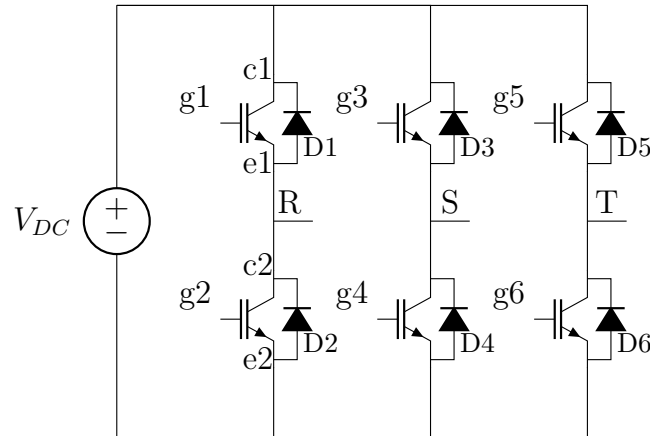 c1
g1 g3 g5
D1 D3 D5
e1
R S T
V_DC + −
c2
g2 g4 g6
D2 D4 D6
e2